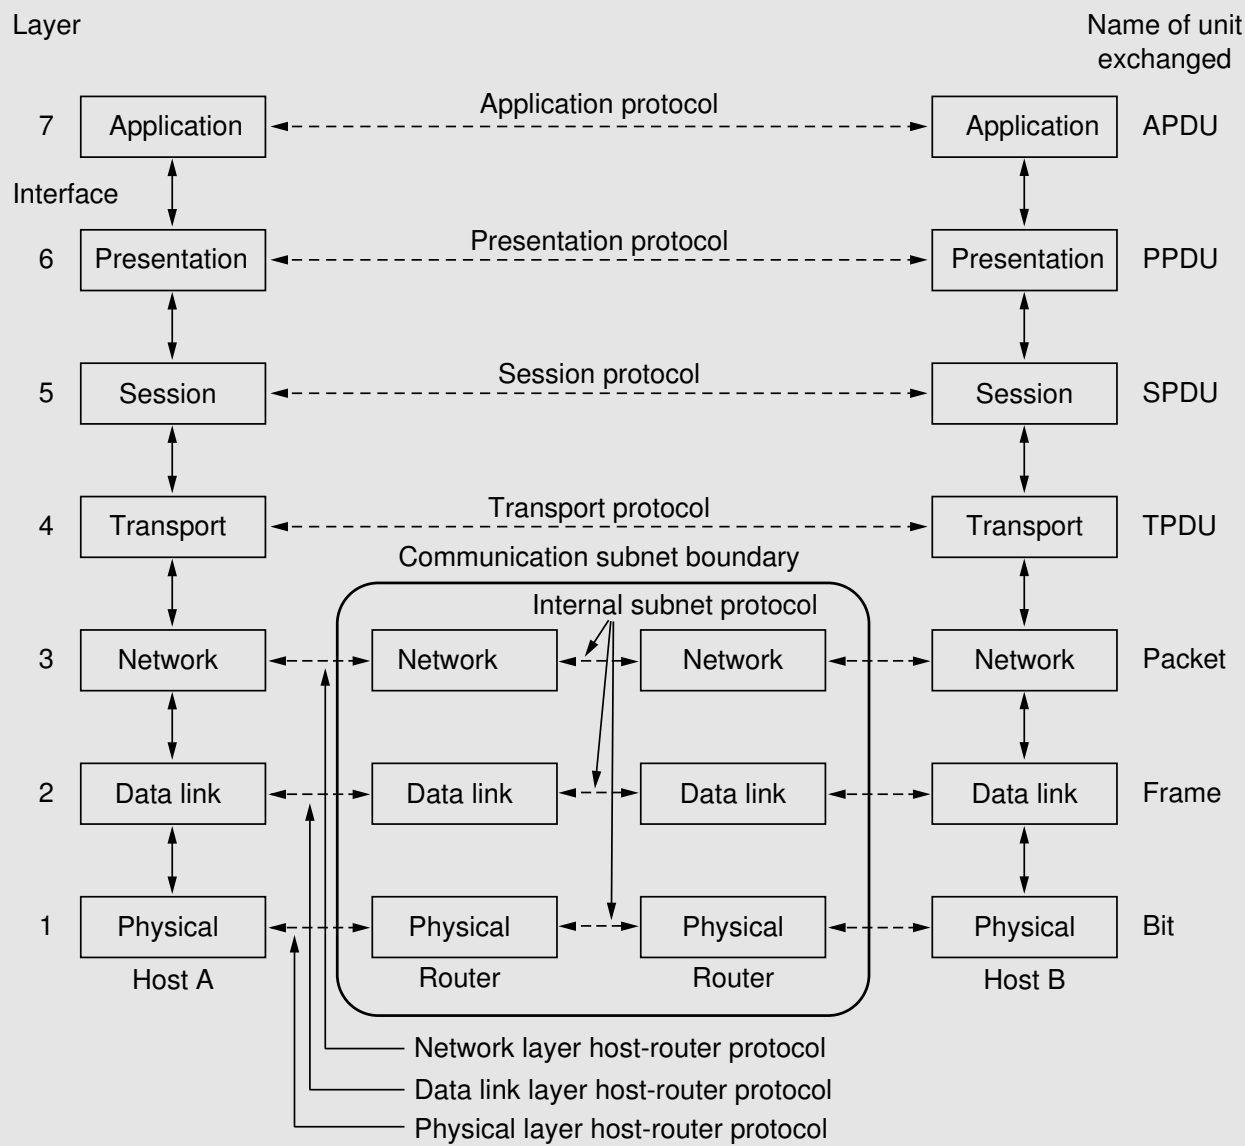 Layer
Name of unit
exchanged
Application protocol
7 Application Application APDU
Interface
Presentation protocol
6 Presentation Presentation PPDU
Session protocol
5 Session Session SPDU
Transport protocol
4 Transport Transport TPDU
Communication subnet boundary
Internal subnet protocol
3 Network Network Network Network Packet
2 Data link Data link Data link Data link Frame
1 Physical Physical Physical Physical Bit
Host A Router Router Host B
Network layer host-router protocol
Data link layer host-router protocol
Physical layer host-router protocol